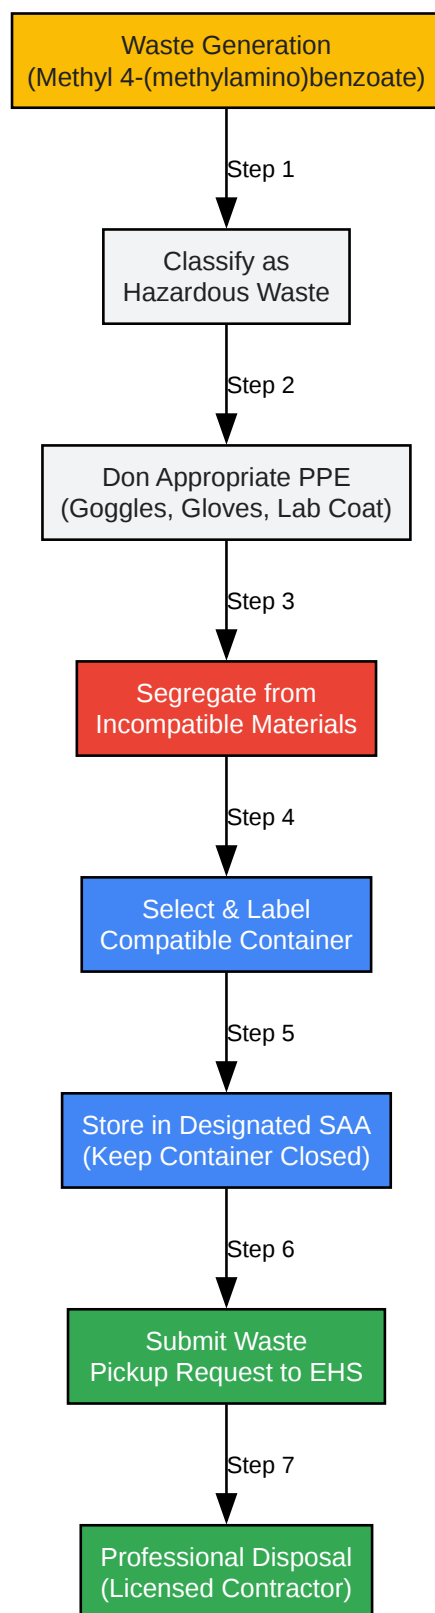 Waste Generation
(Methyl 4-(methylamino)benzoate)
Step 1
Classify as
Hazardous Waste
Step 2
Don Appropriate PPE
(Goggles, Gloves, Lab Coat)
Step 3
Segregate from
Incompatible Materials
Step 4
Select & Label
Compatible Container
Step 5
Store in Designated SAA
(Keep Container Closed)
Step 6
Submit Waste
Pickup Request to EHS
Step 7
Professional Disposal
(Licensed Contractor)